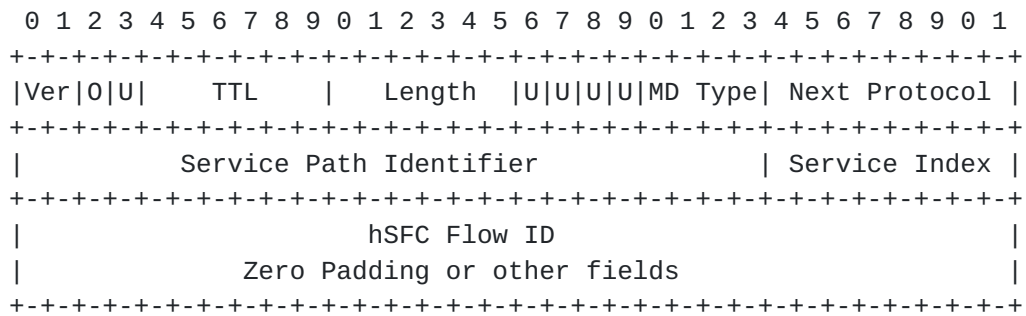 0 1 2 3 4 5 6 7 8 9 0 1 2 3 4 5 6 7 8 9 0 1 2 3 4 5 6 7 8 9 0 1
+-+-+-+-+-+-+-+-+-+-+-+-+-+-+-+-+-+-+-+-+-+-+-+-+-+-+-+-+-+-+-+-+
|Ver|O|U|    TTL    |   Length  |U|U|U|U|MD Type| Next Protocol |
+-+-+-+-+-+-+-+-+-+-+-+-+-+-+-+-+-+-+-+-+-+-+-+-+-+-+-+-+-+-+-+-+
|          Service Path Identifier              | Service Index |
+-+-+-+-+-+-+-+-+-+-+-+-+-+-+-+-+-+-+-+-+-+-+-+-+-+-+-+-+-+-+-+-+
|                      hSFC Flow ID                             |
|              Zero Padding or other fields                     |
+-+-+-+-+-+-+-+-+-+-+-+-+-+-+-+-+-+-+-+-+-+-+-+-+-+-+-+-+-+-+-+-+